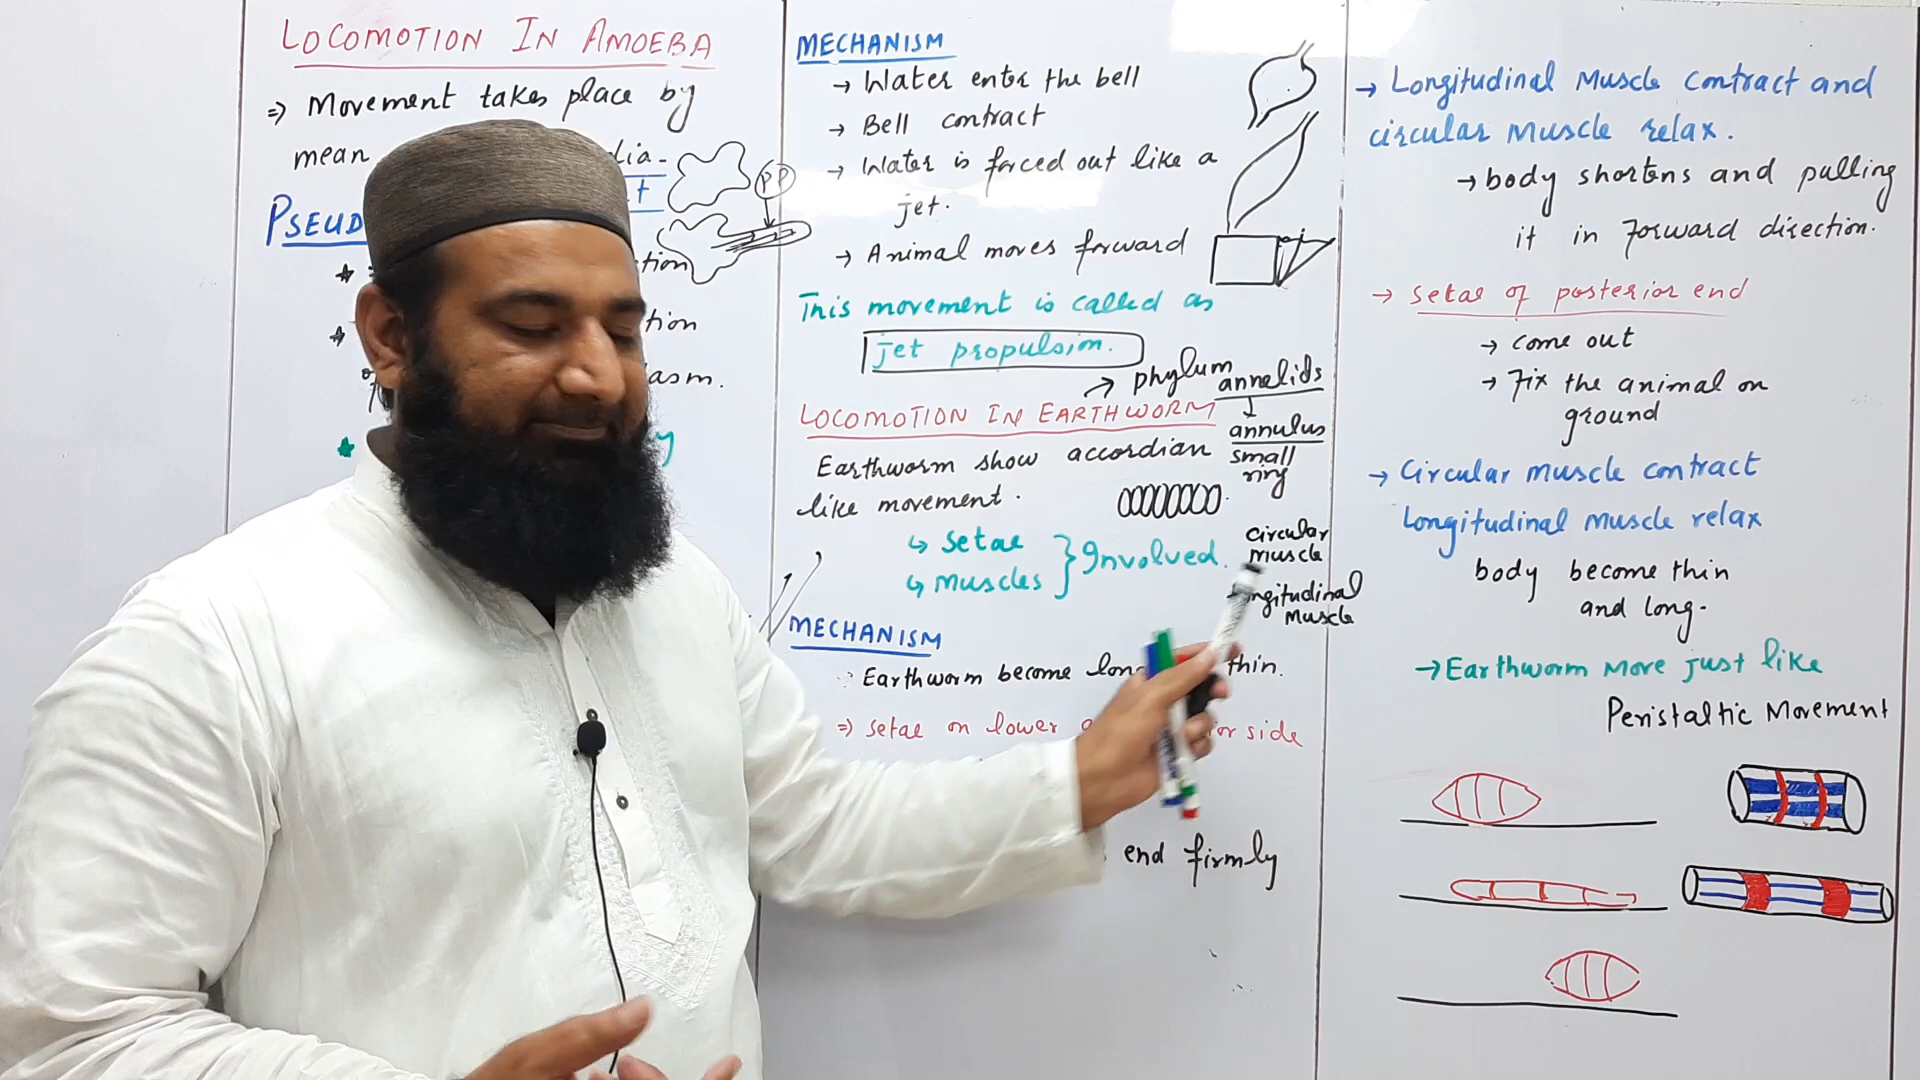 LOCOMOTION IN AMOEBA
⇒ Movement takes place by
mean
PSEUD
PP
MECHANISM
→ Water enter the bell
→ Bell contract
→ Water is forced out like a
jet.
→ Animal moves forward
This movement is called as
jet propulsion.
→ phylum annelids
↓
annulus
small
ring
LOCOMOTION IN EARTHWORM
Earthworm show accordian
like movement.
↳ Setae
↳ Muscles } Involved.
circular
muscle
Muscle
MECHANISM
Earthworm become thin.
⇒ Setae on lower side
end firmly
→ Longitudinal Muscle contract and
circular Muscle relax.
→ body shortens and pulling
it in Forward direction.
→ Setae of posterior end
→ come out
→ Fix the animal on
ground
→ Circular muscle contract
Longitudinal muscle relax
body become thin
and long.
→ Earthworm move just like
Peristaltic Movement